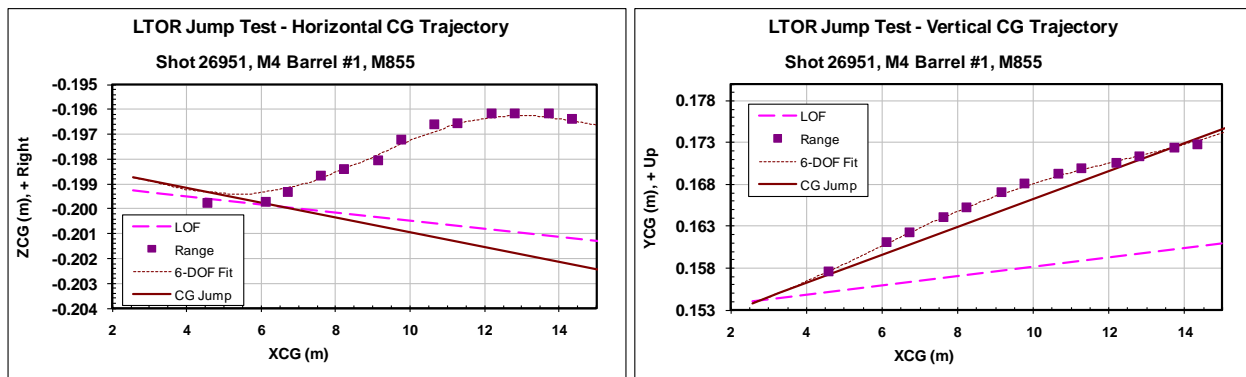 LTOR Jump Test - Horizontal CG Trajectory
Shot 26951, M4 Barrel #1, M855
ZCG (m), + Right
-0.195
-0.196
-0.197
-0.198
-0.199
-0.200
-0.201
-0.202
-0.203
-0.204
LOF
Range
6-DOF Fit
CG Jump
2 4 6 8 10 12 14
XCG (m)
LTOR Jump Test - Vertical CG Trajectory
Shot 26951, M4 Barrel #1, M855
YCG (m), + Up
0.178
0.173
0.168
0.163
0.158
0.153
LOF
Range
6-DOF Fit
CG Jump
2 4 6 8 10 12 14
XCG (m)